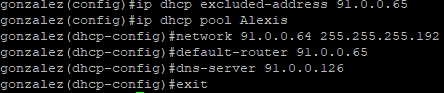 gonzalez(config)#ip dhcp excluded-address 91.0.0.65
gonzalez(config)#ip dhcp pool Alexis
gonzalez(dhcp-config)#network 91.0.0.64 255.255.255.192
gonzalez(dhcp-config)#default-router 91.0.0.65
gonzalez(dhcp-config)#dns-server 91.0.0.126
gonzalez(dhcp-config)#exit